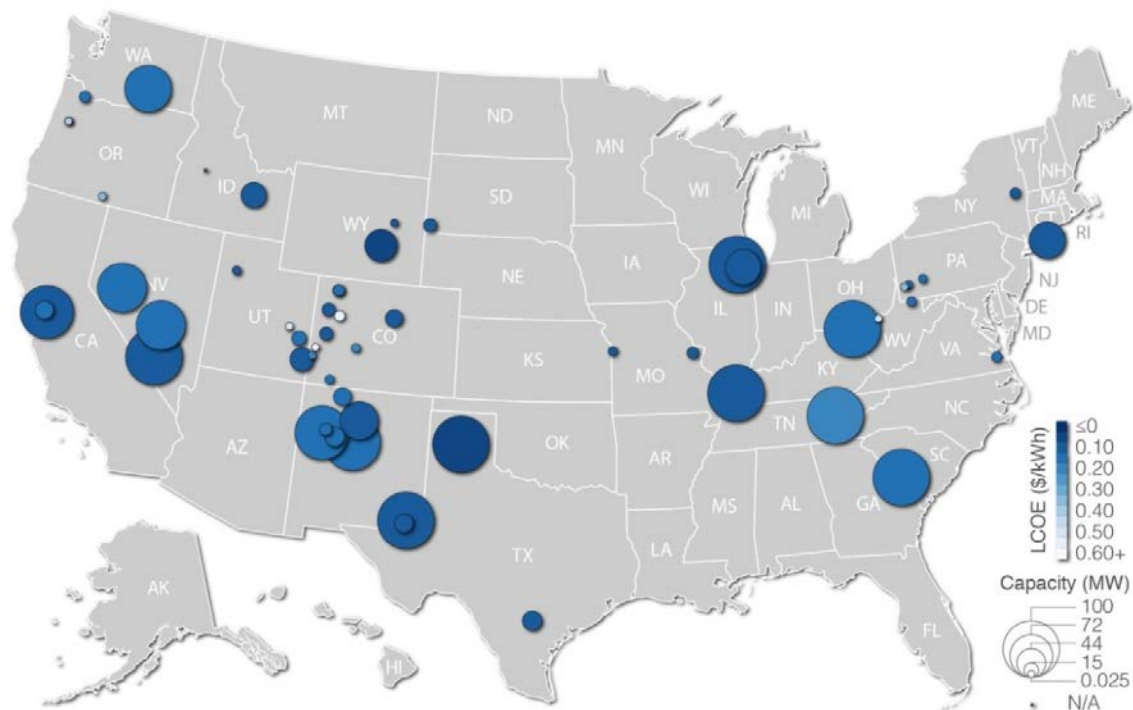 WA
MT
ND
MN
ME
VT
NH
OR
ID
SD
WI
MI
NY
MA
CT
RI
WY
IA
PA
NE
NJ
NV
UT
CO
IL
IN
OH
DE
MD
WV
CA
KS
MO
VA
KY
NC
TN
AZ
OK
AR
SC
MS
AL
GA
LA
TX
FL
AK
HI
LCOE ($/kWh)
≤0
0.10
0.20
0.30
0.40
0.50
0.60+
Capacity (MW)
100
72
44
15
0.025
N/A